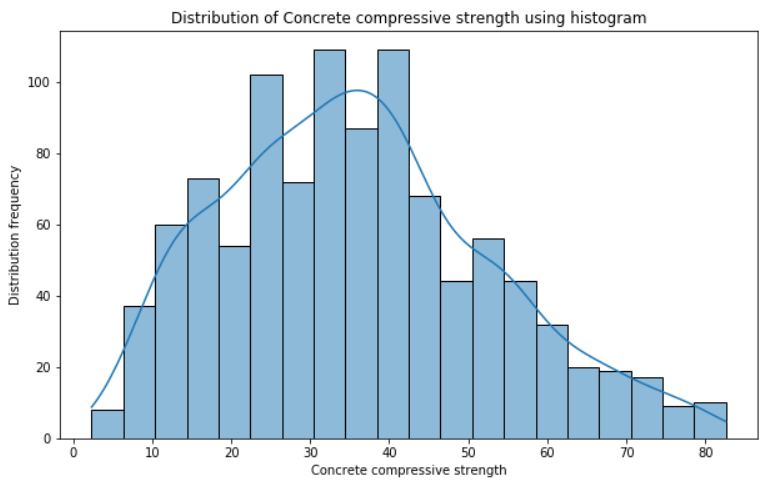 Distribution of Concrete compressive strength using histogram
100
80
60
40
20
0
Distribution frequency
0 10 20 30 40 50 60 70 80
Concrete compressive strength